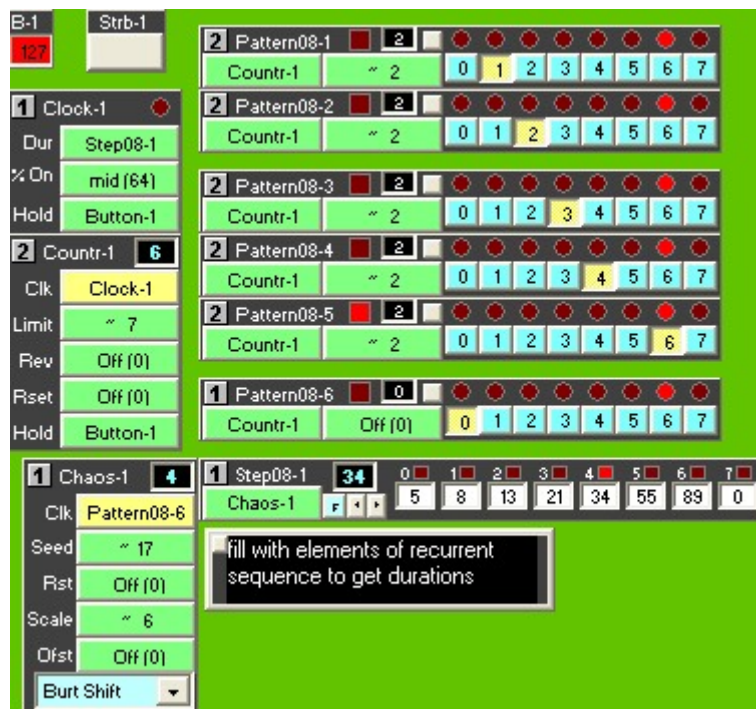 B-1
127
Strb-1
1 Clock-1
Dur Step08-1
% On mid (64)
Hold Button-1
2 Countr-1 6
Clk Clock-1
Limit ~ 7
Rev Off (0)
Rset Off (0)
Hold Button-1
2 Pattern08-1 2
Countr-1 ~ 2 0 1 2 3 4 5 6 7
2 Pattern08-2 2
Countr-1 ~ 2 0 1 2 3 4 5 6 7
2 Pattern08-3 2
Countr-1 ~ 2 0 1 2 3 4 5 6 7
2 Pattern08-4 2
Countr-1 ~ 2 0 1 2 3 4 5 6 7
2 Pattern08-5 2
Countr-1 ~ 2 0 1 2 3 4 5 6 7
1 Pattern08-6 0
Countr-1 Off (0) 0 1 2 3 4 5 6 7
1 Chaos-1 4
Clk Pattern08-6
Seed ~ 17
Rst Off (0)
Scale ~ 6
Ofst Off (0)
Burt Shift
1 Step08-1 34 0 1 2 3 4 5 6 7
Chaos-1 F 5 8 13 21 34 55 89 0
fill with elements of recurrent
sequence to get durations